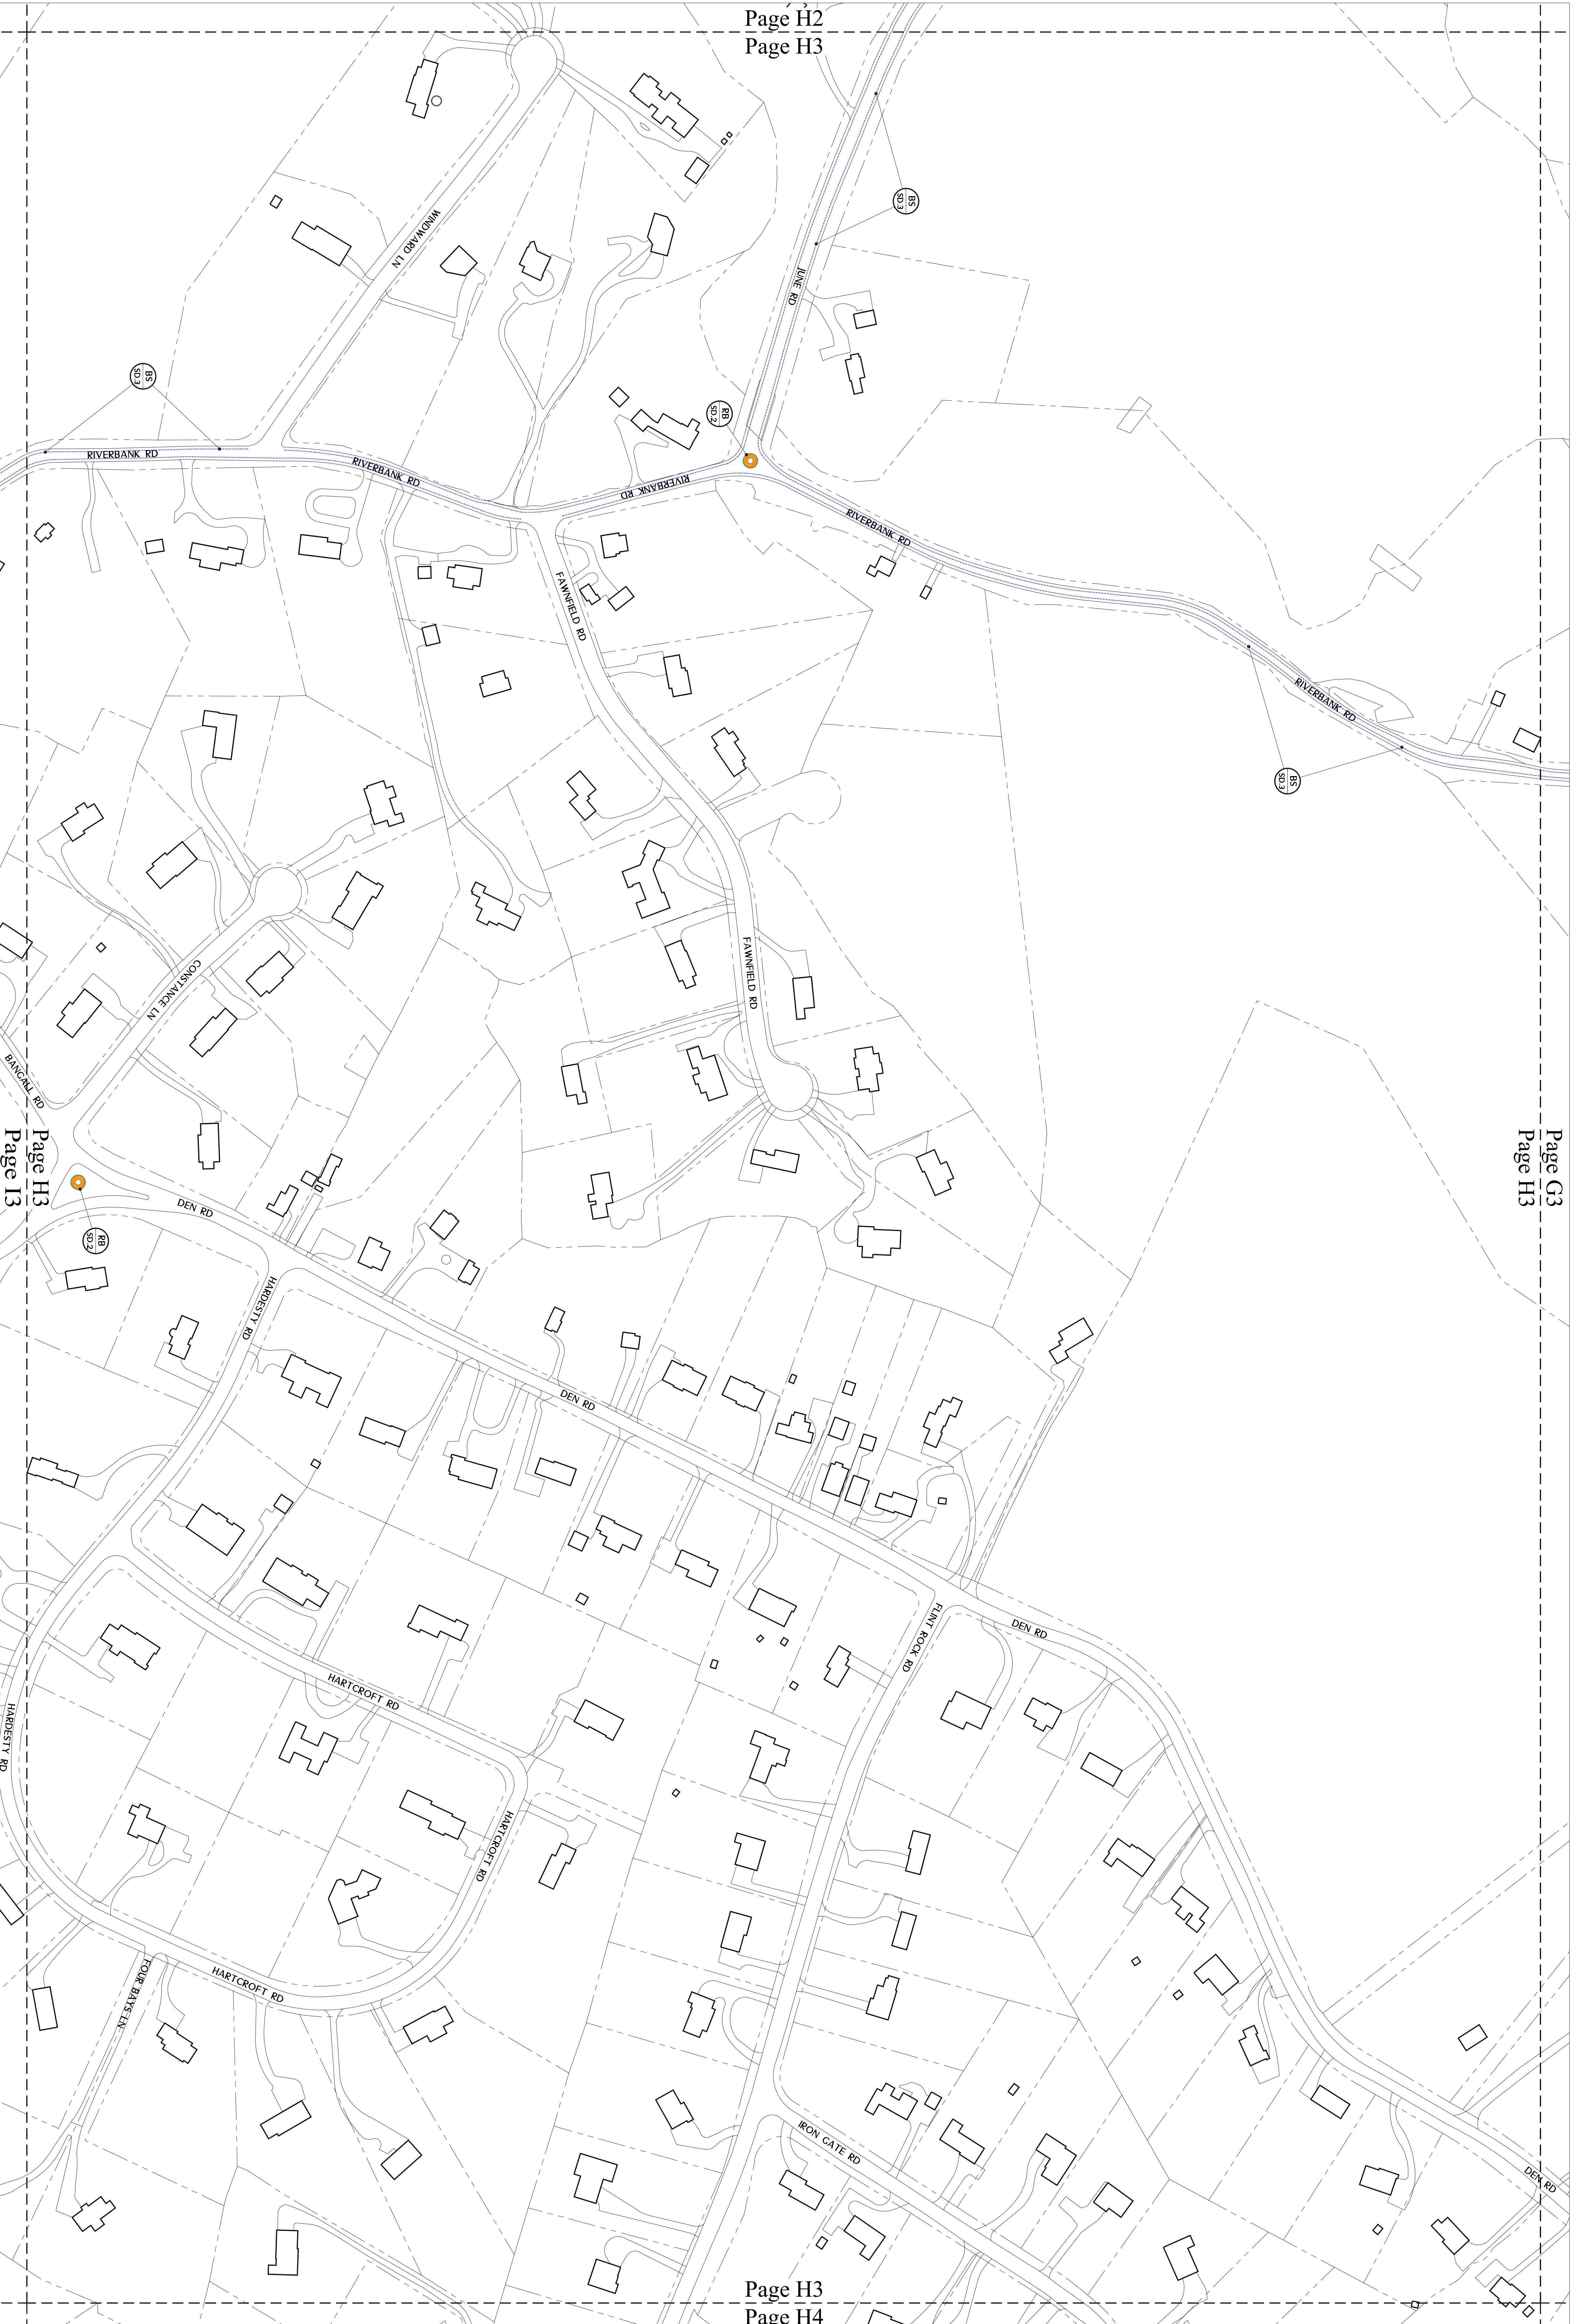 Page H2
Page H3
BS
SD.3
WINDWARD LN
JUNE RD
BS
SD.3
RB
SD.2
RIVERBANK RD
RIVERBANK RD
RIVERBANK RD
RIVERBANK RD
FAWNFIELD RD
RIVERBANK RD
BS
SD.3
FAWNFIELD RD
CONSTANCE LN
BANGALL RD
Page H3
Page I3
Page G3
Page H3
DEN RD
RB
SD.2
HARDESTY RD
DEN RD
FLINT ROCK RD
DEN RD
HARTCROFT RD
HARDESTY RD
HARTCROFT RD
FOUR BAYS LN
HARTCROFT RD
IRON GATE RD
DEN RD
Page H3
Page H4